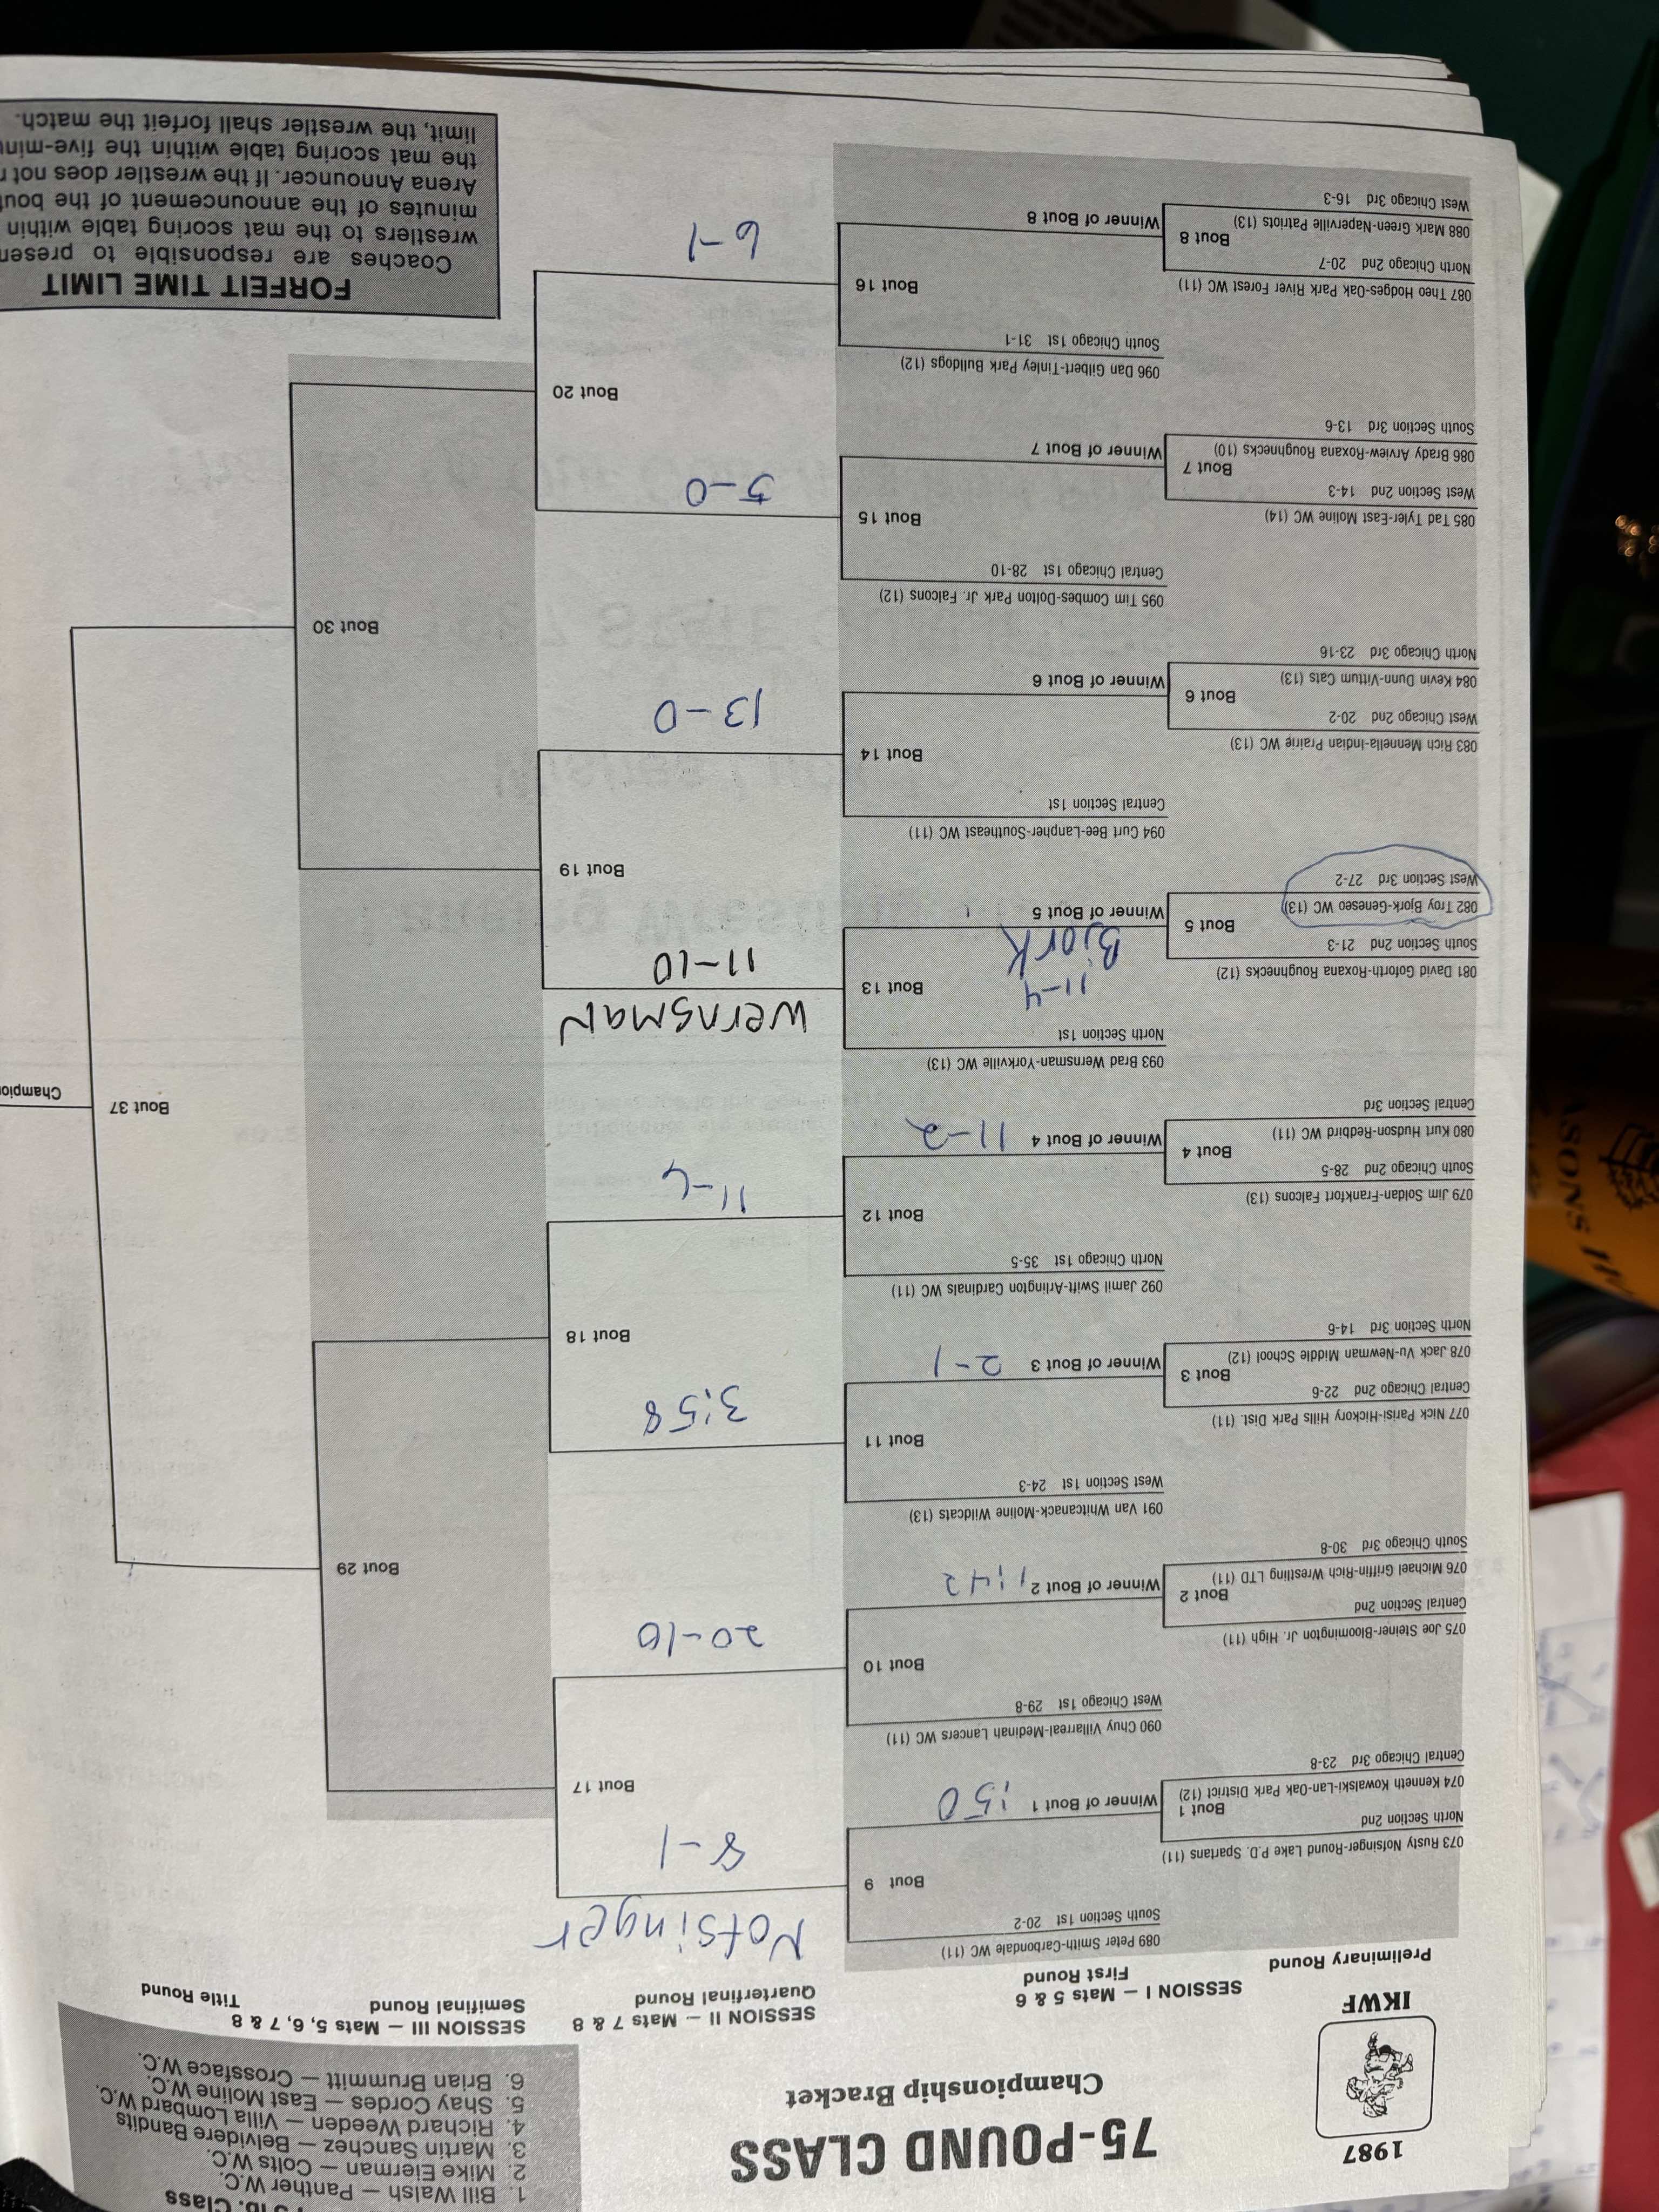 1987
IKWF
75-POUND CLASS
Championship Bracket
lb. Class
1. Bill Walsh — Panther W.C.
2. Mike Eierman — Colts W.C.
3. Martin Sanchez — Belvidere Bandits
4. Richard Weeden — Villa Lombard W.C.
5. Shay Cordes — East Moline W.C.
6. Brian Brummitt — Crossface W.C.
Preliminary Round
SESSION I — Mats 5 & 6
First Round
SESSION II — Mats 7 & 8
Quarterfinal Round
SESSION III — Mats 5, 6, 7 & 8
Semifinal Round
Title Round
089 Peter Smith-Carbondale WC (11)
South Section 1st 20-2
Bout 9
Nofsinger
8-1
073 Rusty Nofsinger-Round Lake P.D. Spartans (11)
North Section 2nd
Bout 1
Winner of Bout 1 :50
074 Kenneth Kowalski-Lan-Oak Park District (12)
Central Chicago 3rd 23-8
Bout 17
090 Chuy Villarreal-Medinah Lancers WC (11)
West Chicago 1st 29-8
Bout 10
20-10
075 Joe Steiner-Bloomington Jr. High (11)
Central Section 2nd
Bout 2
Winner of Bout 2 1:42
076 Michael Griffin-Rich Wrestling LTD (11)
South Chicago 3rd 30-8
Bout 29
091 Van Whitcanack-Moline Wildcats (13)
West Section 1st 24-3
Bout 11
3:58
077 Nick Parisi-Hickory Hills Park Dist. (11)
Central Chicago 2nd 22-6
Bout 3
Winner of Bout 3 2-1
078 Jack Vu-Newman Middle School (12)
North Section 3rd 14-6
Bout 18
092 Jamil Swift-Arlington Cardinals WC (11)
North Chicago 1st 35-5
Bout 12
11-4
079 Jim Soldan-Frankfort Falcons (13)
South Chicago 2nd 28-5
Bout 4
Winner of Bout 4 11-2
080 Kurt Hudson-Redbird WC (11)
Central Section 3rd
Bout 37
Champion
093 Brad Wernsman-Yorkville WC (13)
North Section 1st
Bout 13
Wernsman
11-10
081 David Goforth-Roxana Roughnecks (12)
South Section 2nd 21-3
11-4
Bjork
Bout 5
Winner of Bout 5
082 Troy Bjork-Geneseo WC (13)
West Section 3rd 27-2
Bout 19
094 Curt Bee-Lanpher-Southeast WC (11)
Central Section 1st
Bout 14
13-0
083 Rich Mennella-Indian Prairie WC (13)
West Chicago 2nd 20-2
Bout 6
Winner of Bout 6
084 Kevin Dunn-Vittum Cats (13)
North Chicago 3rd 23-16
Bout 30
095 Tim Combes-Dolton Park Jr. Falcons (12)
Central Chicago 1st 28-10
Bout 15
5-0
085 Tad Tyler-East Moline WC (14)
West Section 2nd 14-3
Bout 7
Winner of Bout 7
086 Brady Arview-Roxana Roughnecks (10)
South Section 3rd 13-6
Bout 20
096 Dan Gilbert-Tinley Park Bulldogs (12)
South Chicago 1st 31-1
Bout 16
6-1
087 Theo Hodges-Oak Park River Forest WC (11)
North Chicago 2nd 20-7
Bout 8
Winner of Bout 8
088 Mark Green-Naperville Patriots (13)
West Chicago 3rd 16-3
FORFEIT TIME LIMIT
Coaches are responsible to presen
wrestlers to the mat scoring table within
minutes of the announcement of the bout
Arena Announcer. If the wrestler does not r
the mat scoring table within the five-minu
limit, the wrestler shall forfeit the match.